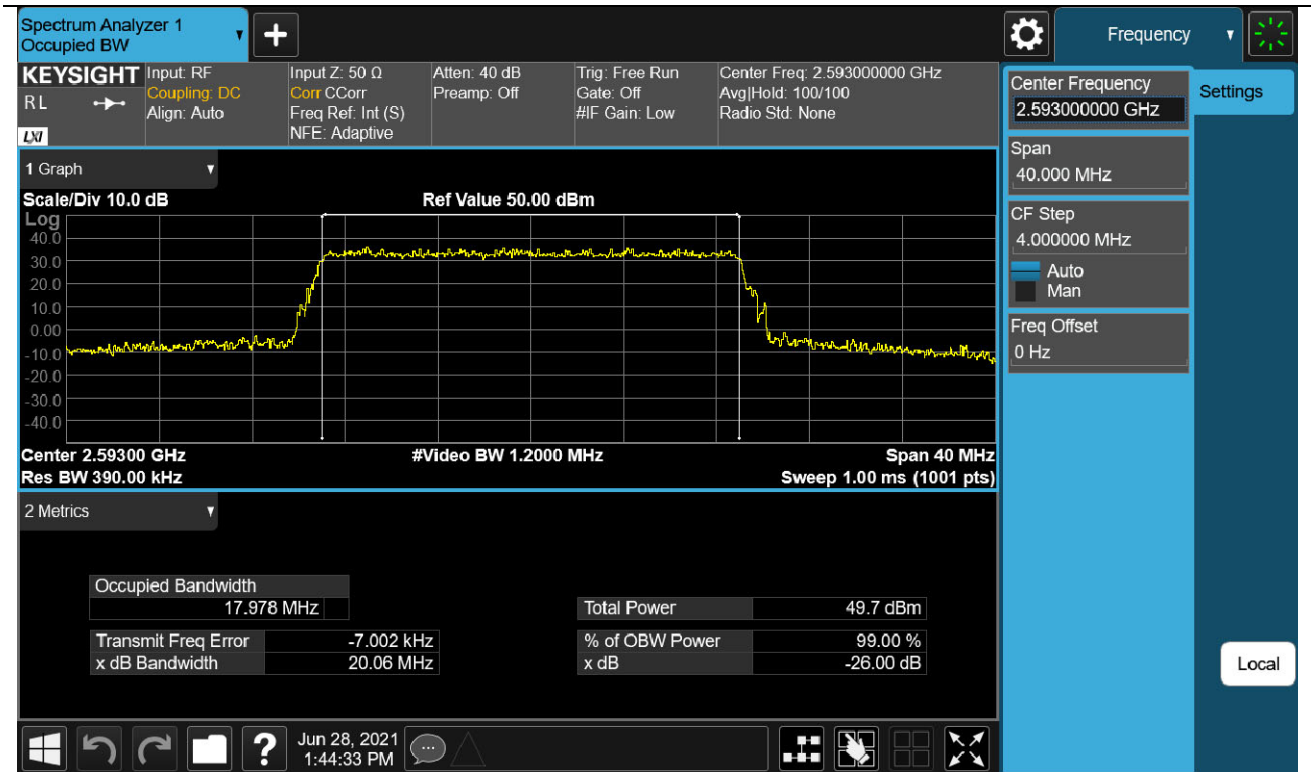 Spectrum Analyzer 1
Occupied BW
+
Frequency
KEYSIGHT
RL
LXI
Input: RF
Coupling: DC
Align: Auto
Input Z: 50 Ω
Corr CCorr
Freq Ref: Int (S)
NFE: Adaptive
Atten: 40 dB
Preamp: Off
Trig: Free Run
Gate: Off
#IF Gain: Low
Center Freq: 2.593000000 GHz
Avg|Hold: 100/100
Radio Std: None
Center Frequency
2.593000000 GHz
Settings
Span
40.000 MHz
CF Step
4.000000 MHz
Auto
Man
Freq Offset
0 Hz
1 Graph
Scale/Div 10.0 dB
Ref Value 50.00 dBm
Log
40.0
30.0
20.0
10.0
0.00
-10.0
-20.0
-30.0
-40.0
Center 2.59300 GHz
#Video BW 1.2000 MHz
Span 40 MHz
Res BW 390.00 kHz
Sweep 1.00 ms (1001 pts)
2 Metrics
Occupied Bandwidth
17.978 MHz
Total Power 49.7 dBm
Transmit Freq Error -7.002 kHz
% of OBW Power 99.00 %
x dB Bandwidth 20.06 MHz
x dB -26.00 dB
Local
?
Jun 28, 2021
1:44:33 PM